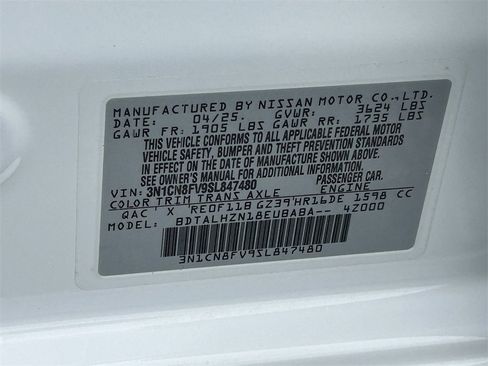 MANUFACTURED BY NISSAN MOTOR CO., LTD.
DATE: 04/25. GVWR: 3624 LBS
GAWR FR: 1905 LBS GAWR RR: 1735 LBS
THIS VEHICLE CONFORMS TO ALL APPLICABLE FEDERAL MOTOR
VEHICLE SAFETY, BUMPER, AND THEFT PREVENTION STANDARDS
IN EFFECT ON THE DATE OF MANUFACTURE SHOWN ABOVE.
SEE OWNER'S MANUAL FOR ADDITIONAL INFORMATION.
VIN: 3N1CN8FV9SL847480 PASSENGER CAR.
COLOR TRIM TRANS AXLE ENGINE
QAC X RE0F11B GZ39 HR16DE 1598 CC
MODEL: BDTALHZN18EUBABA-- 4Z000
3N1CN8FV9SL847480